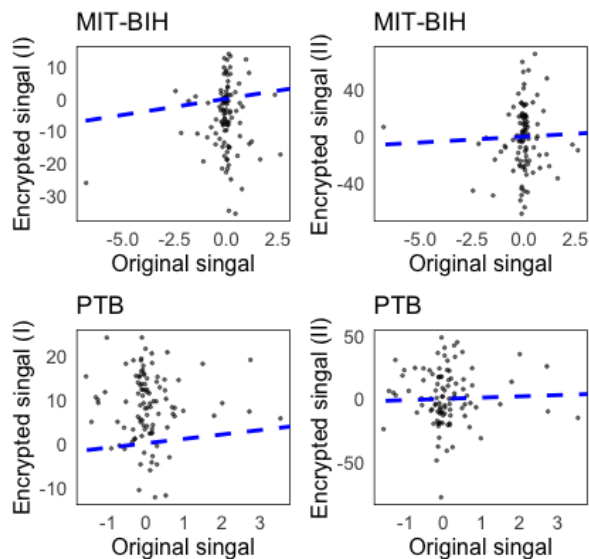 MIT-BIH
Encrypted singal (I)
10
0
-10
-20
-30
-5.0 -2.5 0.0 2.5
Original singal
MIT-BIH
Encrypted singal (II)
40
0
-40
-5.0 -2.5 0.0 2.5
Original singal
PTB
Encrypted singal (I)
20
10
0
-10
-1 0 1 2 3
Original singal
PTB
Encrypted singal (II)
50
0
-50
-1 0 1 2 3
Original singal